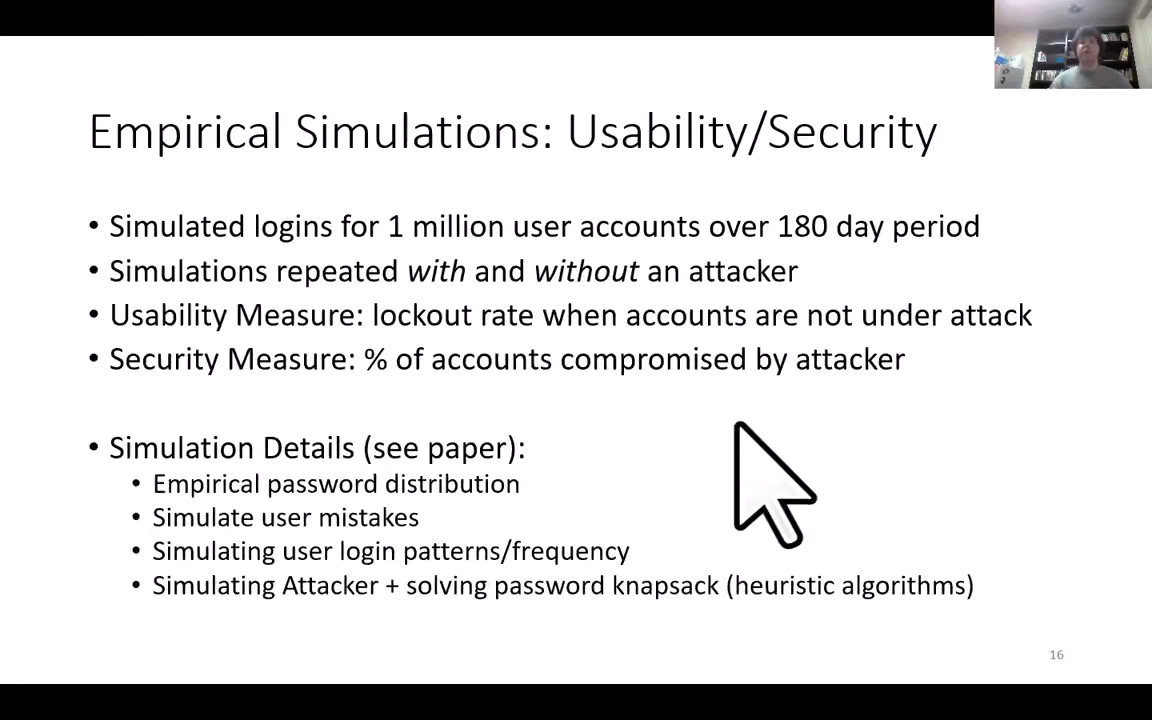 Empirical Simulations: Usability/Security
• Simulated logins for 1 million user accounts over 180 day period
• Simulations repeated with and without an attacker
• Usability Measure: lockout rate when accounts are not under attack
• Security Measure: % of accounts compromised by attacker
• Simulation Details (see paper):
• Empirical password distribution
• Simulate user mistakes
• Simulating user login patterns/frequency
• Simulating Attacker + solving password knapsack (heuristic algorithms)
16